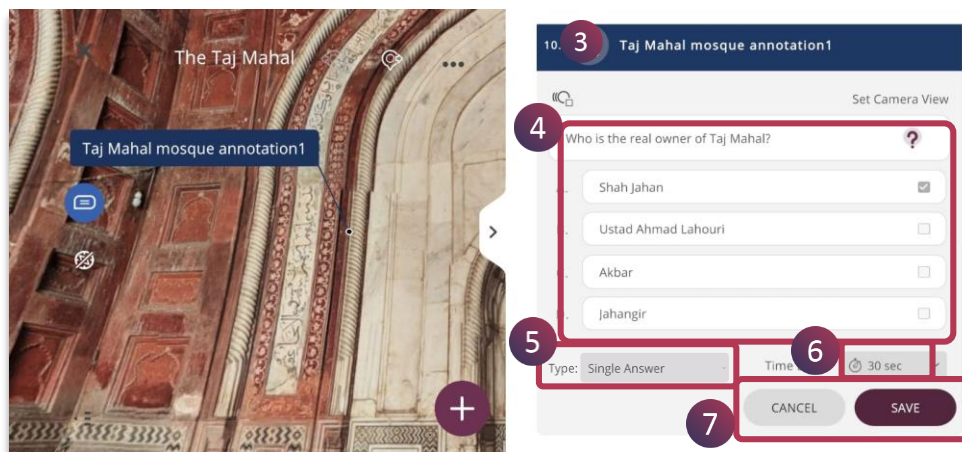 The Taj Mahal
Taj Mahal mosque annotation1
10.
3
Taj Mahal mosque annotation1
Set Camera View
4
Who is the real owner of Taj Mahal?
?
Shah Jahan
Ustad Ahmad Lahouri
Akbar
Jahangir
5
6
Type: Single Answer
Time
30 sec
7
CANCEL
SAVE